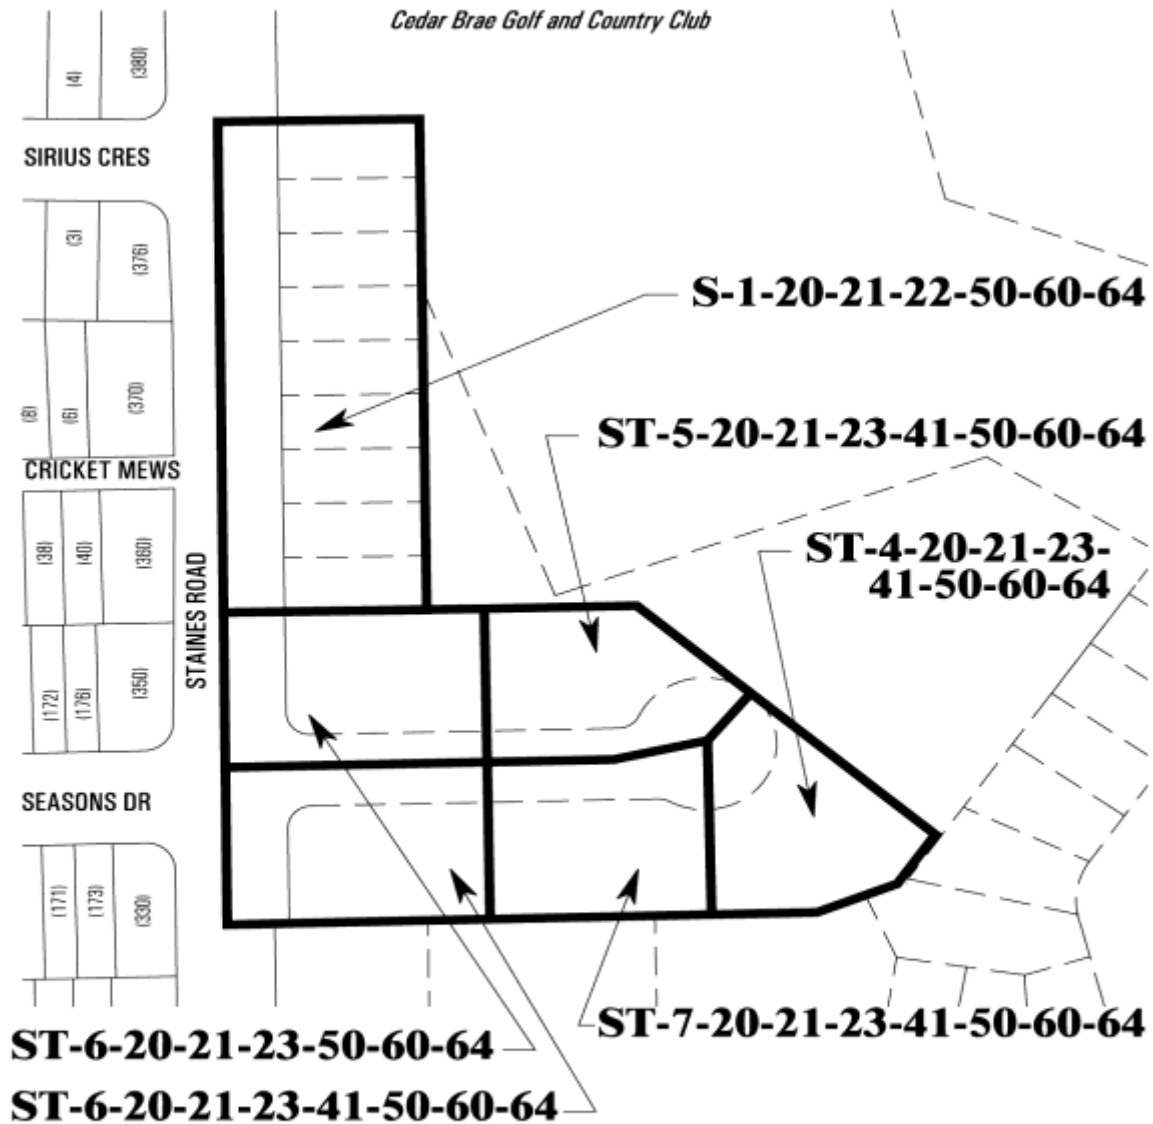 Cedar Brae Golf and Country Club
(4)
(380)
SIRIUS CRES
(3)
(376)
S-1-20-21-22-50-60-64
(8)
(6)
(370)
ST-5-20-21-23-41-50-60-64
CRICKET MEWS
(38)
(40)
(360)
ST-4-20-21-23-
41-50-60-64
STAINES ROAD
(172)
(176)
(350)
SEASONS DR
(171)
(173)
(330)
ST-7-20-21-23-41-50-60-64
ST-6-20-21-23-50-60-64
ST-6-20-21-23-41-50-60-64